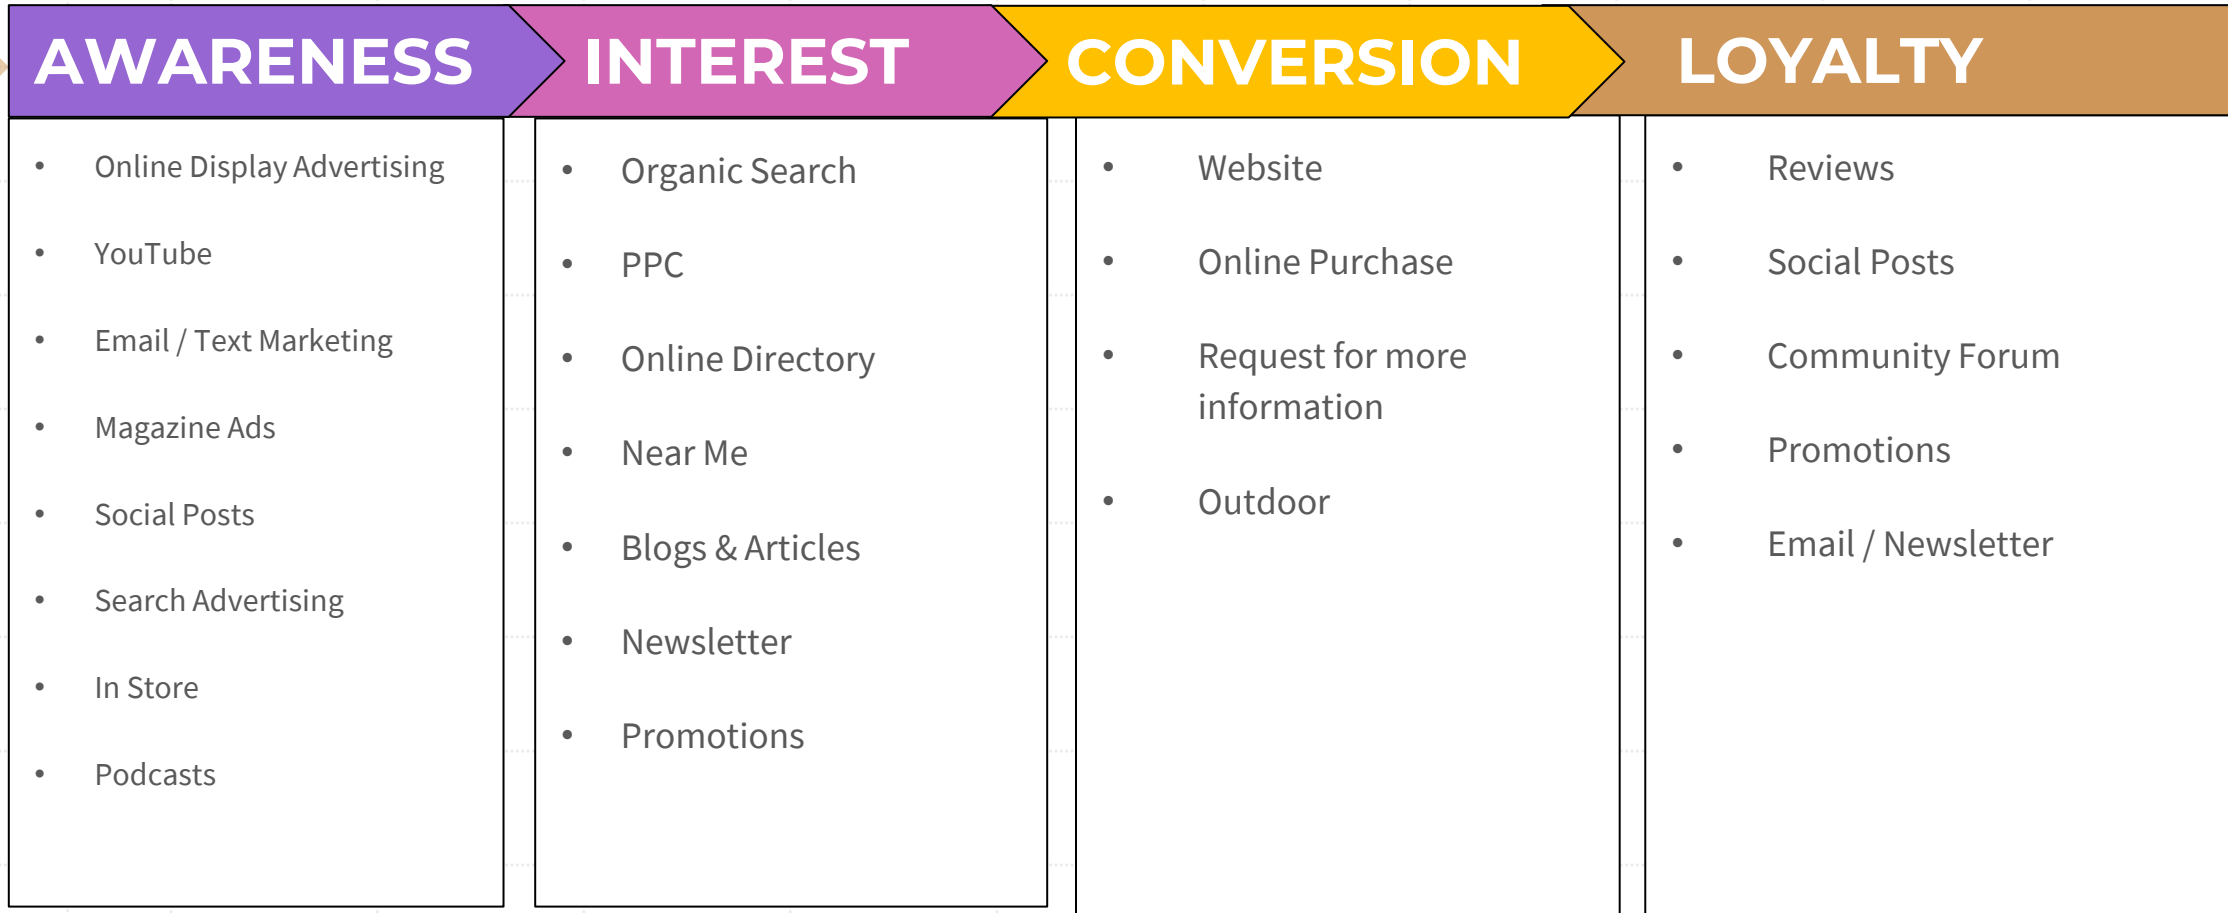 AWARENESS
• Online Display Advertising
• YouTube
• Email / Text Marketing
• Magazine Ads
• Social Posts
• Search Advertising
• In Store
• Podcasts
INTEREST
• Organic Search
• PPC
• Online Directory
• Near Me
• Blogs & Articles
• Newsletter
• Promotions
CONVERSION
• Website
• Online Purchase
• Request for more
information
• Outdoor
LOYALTY
• Reviews
• Social Posts
• Community Forum
• Promotions
• Email / Newsletter